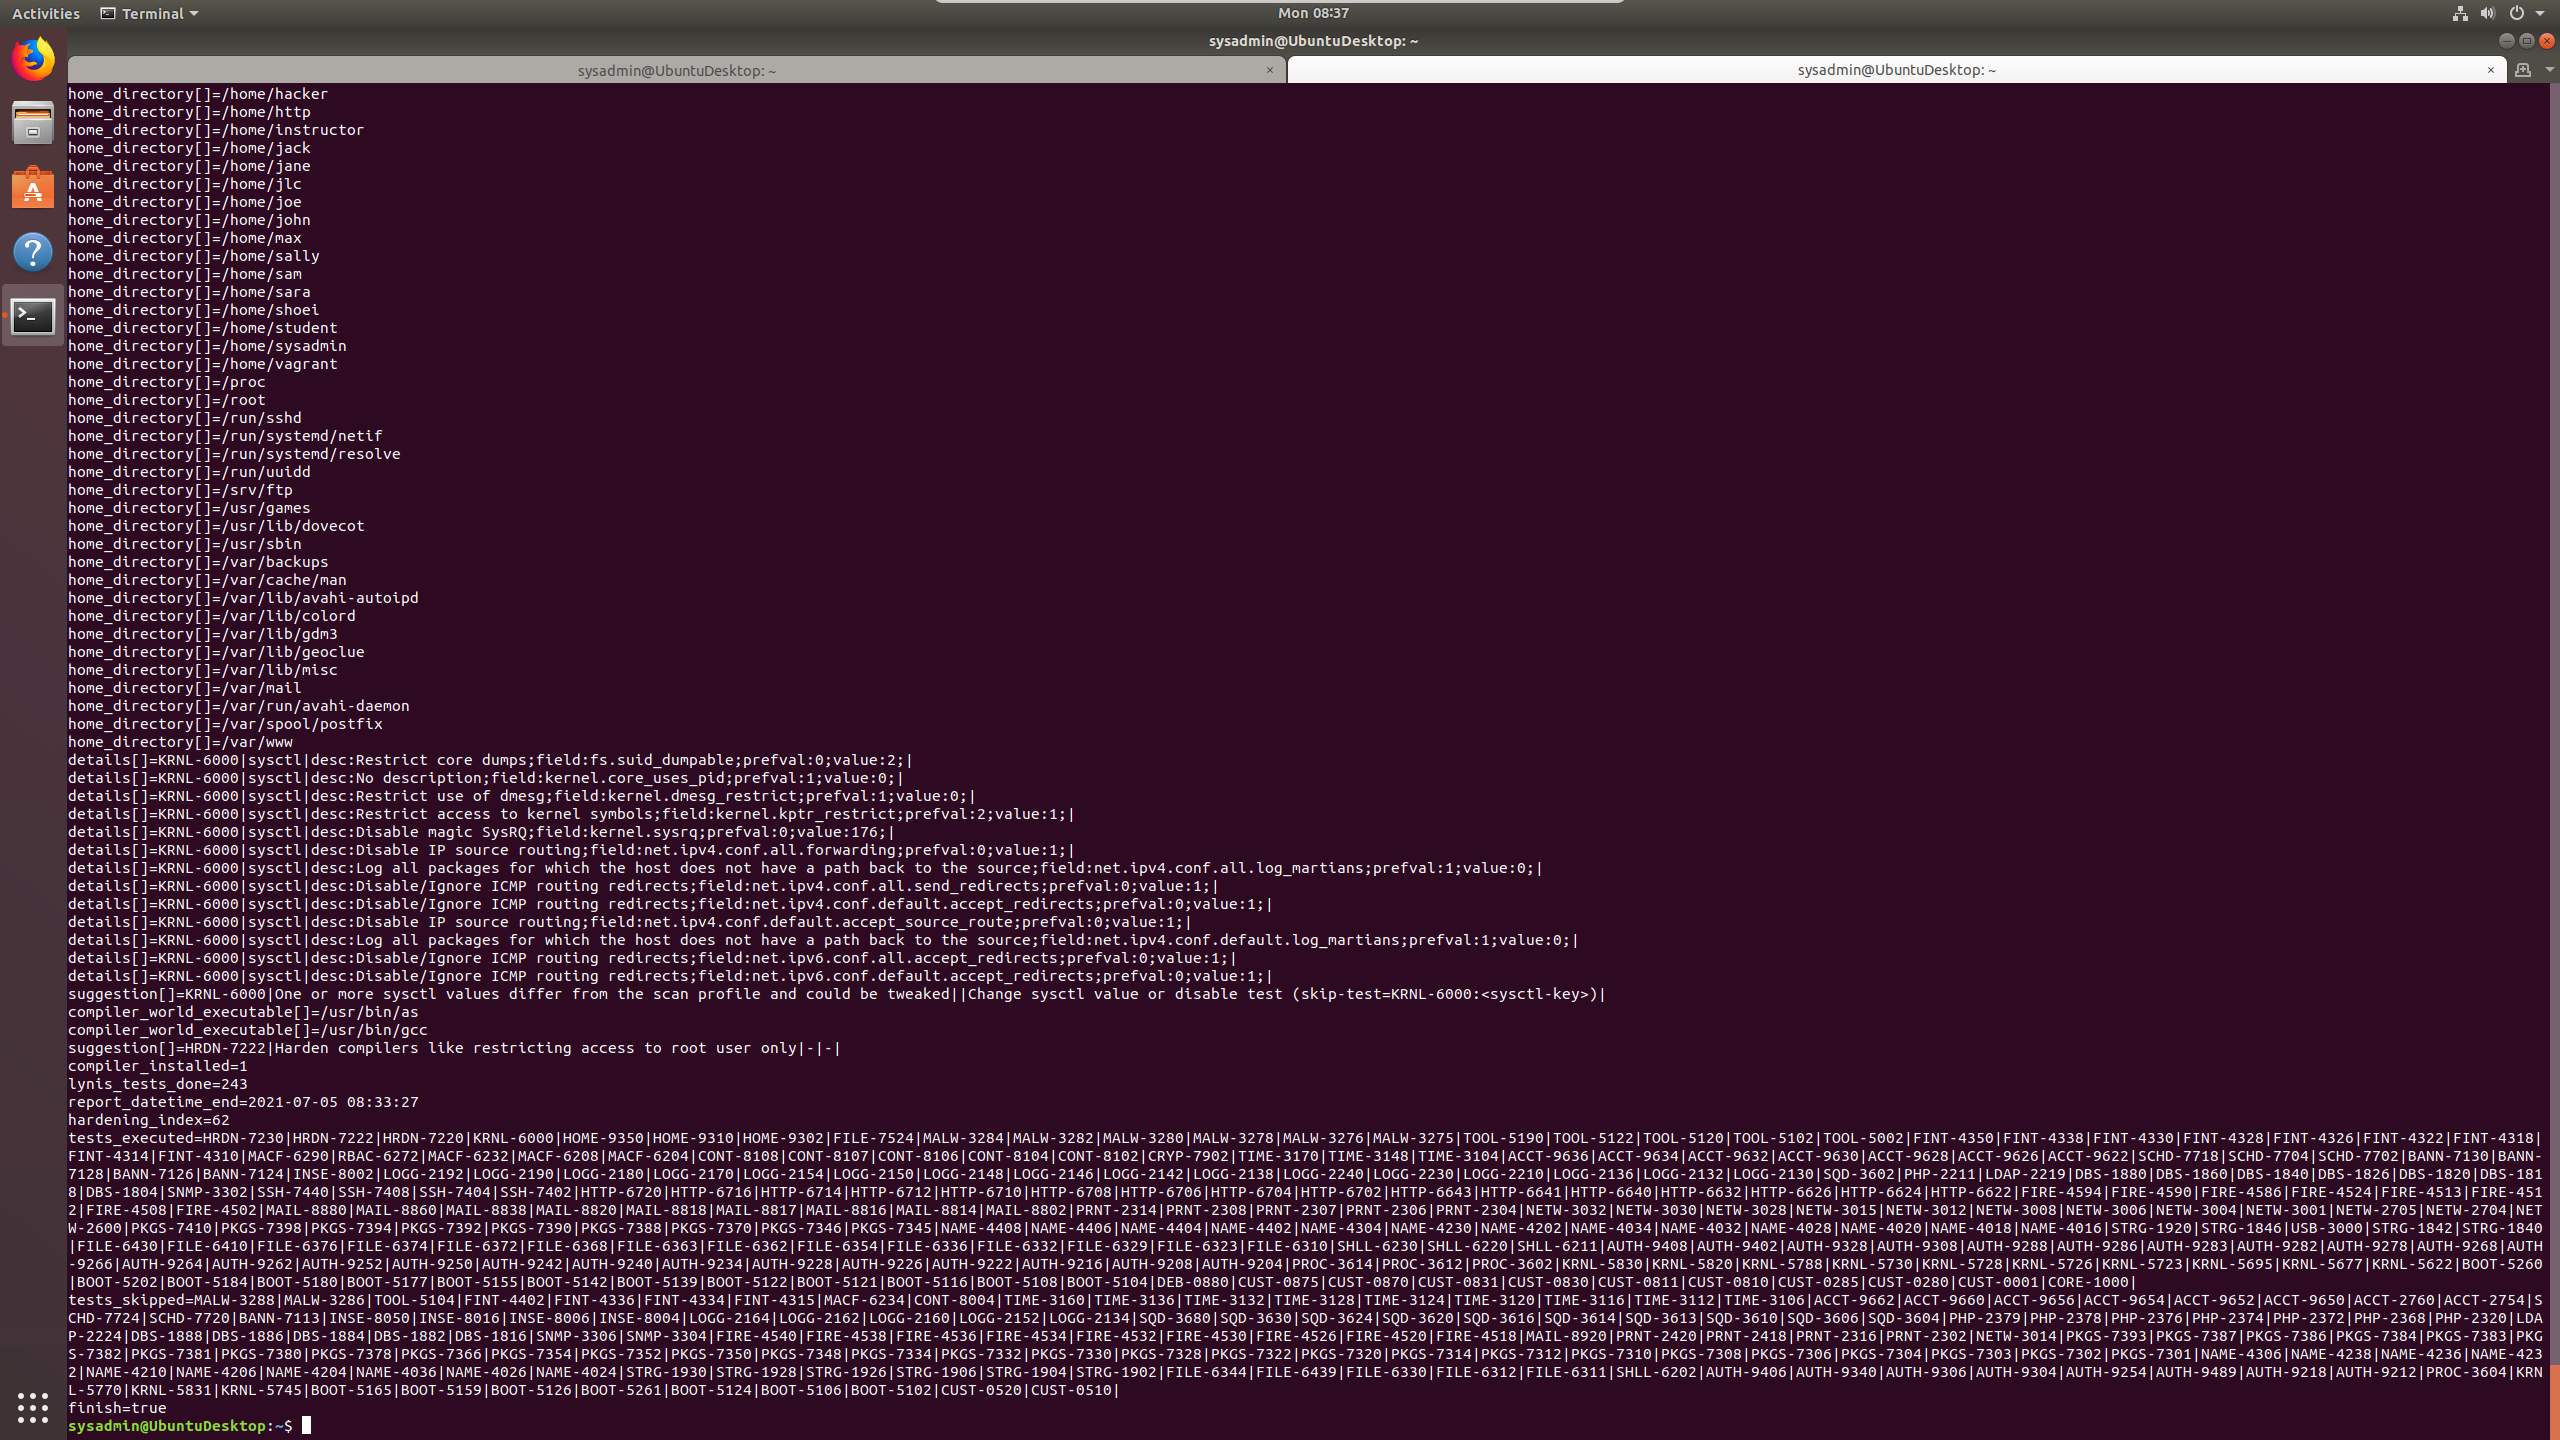 Activities
Terminal
Mon 08:37
sysadmin@UbuntuDesktop: ~
sysadmin@UbuntuDesktop: ~
sysadmin@UbuntuDesktop: ~
home_directory[]=/home/hacker
home_directory[]=/home/http
home_directory[]=/home/instructor
home_directory[]=/home/jack
home_directory[]=/home/jane
home_directory[]=/home/jlc
home_directory[]=/home/joe
home_directory[]=/home/john
home_directory[]=/home/max
home_directory[]=/home/sally
home_directory[]=/home/sam
home_directory[]=/home/sara
home_directory[]=/home/shoei
home_directory[]=/home/student
home_directory[]=/home/sysadmin
home_directory[]=/home/vagrant
home_directory[]=/proc
home_directory[]=/root
home_directory[]=/run/sshd
home_directory[]=/run/systemd/netif
home_directory[]=/run/systemd/resolve
home_directory[]=/run/uuidd
home_directory[]=/srv/ftp
home_directory[]=/usr/games
home_directory[]=/usr/lib/dovecot
home_directory[]=/usr/sbin
home_directory[]=/var/backups
home_directory[]=/var/cache/man
home_directory[]=/var/lib/avahi-autoipd
home_directory[]=/var/lib/colord
home_directory[]=/var/lib/gdm3
home_directory[]=/var/lib/geoclue
home_directory[]=/var/lib/misc
home_directory[]=/var/mail
home_directory[]=/var/run/avahi-daemon
home_directory[]=/var/spool/postfix
home_directory[]=/var/www
details[]=KRNL-6000|sysctl|desc:Restrict core dumps;field:fs.suid_dumpable;prefval:0;value:2;|
details[]=KRNL-6000|sysctl|desc:No description;field:kernel.core_uses_pid;prefval:1;value:0;|
details[]=KRNL-6000|sysctl|desc:Restrict use of dmesg;field:kernel.dmesg_restrict;prefval:1;value:0;|
details[]=KRNL-6000|sysctl|desc:Restrict access to kernel symbols;field:kernel.kptr_restrict;prefval:2;value:1;|
details[]=KRNL-6000|sysctl|desc:Disable magic SysRQ;field:kernel.sysrq;prefval:0;value:176;|
details[]=KRNL-6000|sysctl|desc:Disable IP source routing;field:net.ipv4.conf.all.forwarding;prefval:0;value:1;|
details[]=KRNL-6000|sysctl|desc:Log all packages for which the host does not have a path back to the source;field:net.ipv4.conf.all.log_martians;prefval:1;value:0;|
details[]=KRNL-6000|sysctl|desc:Disable/Ignore ICMP routing redirects;field:net.ipv4.conf.all.send_redirects;prefval:0;value:1;|
details[]=KRNL-6000|sysctl|desc:Disable/Ignore ICMP routing redirects;field:net.ipv4.conf.default.accept_redirects;prefval:0;value:1;|
details[]=KRNL-6000|sysctl|desc:Disable IP source routing;field:net.ipv4.conf.default.accept_source_route;prefval:0;value:1;|
details[]=KRNL-6000|sysctl|desc:Log all packages for which the host does not have a path back to the source;field:net.ipv4.conf.default.log_martians;prefval:1;value:0;|
details[]=KRNL-6000|sysctl|desc:Disable/Ignore ICMP routing redirects;field:net.ipv6.conf.all.accept_redirects;prefval:0;value:1;|
details[]=KRNL-6000|sysctl|desc:Disable/Ignore ICMP routing redirects;field:net.ipv6.conf.default.accept_redirects;prefval:0;value:1;|
suggestion[]=KRNL-6000|One or more sysctl values differ from the scan profile and could be tweaked||Change sysctl value or disable test (skip-test=KRNL-6000:<sysctl-key>)|
compiler_world_executable[]=/usr/bin/as
compiler_world_executable[]=/usr/bin/gcc
suggestion[]=HRDN-7222|Harden compilers like restricting access to root user only|-|-|
compiler_installed=1
lynis_tests_done=243
report_datetime_end=2021-07-05 08:33:27
hardening_index=62
tests_executed=HRDN-7230|HRDN-7222|HRDN-7220|KRNL-6000|HOME-9350|HOME-9310|HOME-9302|FILE-7524|MALW-3284|MALW-3282|MALW-3280|MALW-3278|MALW-3276|MALW-3275|TOOL-5190|TOOL-5122|TOOL-5120|TOOL-5102|TOOL-5002|FINT-4350|FINT-4338|FINT-4330|FINT-4328|FINT-4326|FINT-4322|FINT-4318|
FINT-4314|FINT-4310|MACF-6290|RBAC-6272|MACF-6232|MACF-6208|MACF-6204|CONT-8108|CONT-8107|CONT-8106|CONT-8104|CONT-8102|CRYP-7902|TIME-3170|TIME-3148|TIME-3104|ACCT-9636|ACCT-9634|ACCT-9632|ACCT-9630|ACCT-9628|ACCT-9626|ACCT-9622|SCHD-7718|SCHD-7704|SCHD-7702|BANN-7130|BANN-
7128|BANN-7126|BANN-7124|INSE-8002|LOGG-2192|LOGG-2190|LOGG-2180|LOGG-2170|LOGG-2154|LOGG-2150|LOGG-2148|LOGG-2146|LOGG-2142|LOGG-2138|LOGG-2240|LOGG-2230|LOGG-2210|LOGG-2136|LOGG-2132|LOGG-2130|SQD-3602|PHP-2211|LDAP-2219|DBS-1880|DBS-1860|DBS-1840|DBS-1826|DBS-1820|DBS-181
8|DBS-1804|SNMP-3302|SSH-7440|SSH-7408|SSH-7404|SSH-7402|HTTP-6720|HTTP-6716|HTTP-6714|HTTP-6712|HTTP-6710|HTTP-6708|HTTP-6706|HTTP-6704|HTTP-6702|HTTP-6643|HTTP-6641|HTTP-6640|HTTP-6632|HTTP-6626|HTTP-6624|HTTP-6622|FIRE-4594|FIRE-4590|FIRE-4586|FIRE-4524|FIRE-4513|FIRE-451
2|FIRE-4508|FIRE-4502|MAIL-8880|MAIL-8860|MAIL-8838|MAIL-8820|MAIL-8818|MAIL-8817|MAIL-8816|MAIL-8814|MAIL-8802|PRNT-2314|PRNT-2308|PRNT-2307|PRNT-2306|PRNT-2304|NETW-3032|NETW-3030|NETW-3028|NETW-3015|NETW-3012|NETW-3008|NETW-3006|NETW-3004|NETW-3001|NETW-2705|NETW-2704|NET
W-2600|PKGS-7410|PKGS-7398|PKGS-7394|PKGS-7392|PKGS-7390|PKGS-7388|PKGS-7370|PKGS-7346|PKGS-7345|NAME-4408|NAME-4406|NAME-4404|NAME-4402|NAME-4304|NAME-4230|NAME-4202|NAME-4034|NAME-4032|NAME-4028|NAME-4020|NAME-4018|NAME-4016|STRG-1920|STRG-1846|USB-3000|STRG-1842|STRG-1840
|FILE-6430|FILE-6410|FILE-6376|FILE-6374|FILE-6372|FILE-6368|FILE-6363|FILE-6362|FILE-6354|FILE-6336|FILE-6332|FILE-6329|FILE-6323|FILE-6310|SHLL-6230|SHLL-6220|SHLL-6211|AUTH-9408|AUTH-9402|AUTH-9328|AUTH-9308|AUTH-9288|AUTH-9286|AUTH-9283|AUTH-9282|AUTH-9278|AUTH-9268|AUTH
-9266|AUTH-9264|AUTH-9262|AUTH-9252|AUTH-9250|AUTH-9242|AUTH-9240|AUTH-9234|AUTH-9228|AUTH-9226|AUTH-9222|AUTH-9216|AUTH-9208|AUTH-9204|PROC-3614|PROC-3612|PROC-3602|KRNL-5830|KRNL-5820|KRNL-5788|KRNL-5730|KRNL-5728|KRNL-5726|KRNL-5723|KRNL-5695|KRNL-5677|KRNL-5622|BOOT-5260
|BOOT-5202|BOOT-5184|BOOT-5180|BOOT-5177|BOOT-5155|BOOT-5142|BOOT-5139|BOOT-5122|BOOT-5121|BOOT-5116|BOOT-5108|BOOT-5104|DEB-0880|CUST-0875|CUST-0870|CUST-0831|CUST-0830|CUST-0811|CUST-0810|CUST-0285|CUST-0280|CUST-0001|CORE-1000|
tests_skipped=MALW-3288|MALW-3286|TOOL-5104|FINT-4402|FINT-4336|FINT-4334|FINT-4315|MACF-6234|CONT-8004|TIME-3160|TIME-3136|TIME-3132|TIME-3128|TIME-3124|TIME-3120|TIME-3116|TIME-3112|TIME-3106|ACCT-9662|ACCT-9660|ACCT-9656|ACCT-9654|ACCT-9652|ACCT-9650|ACCT-2760|ACCT-2754|S
CHD-7724|SCHD-7720|BANN-7113|INSE-8050|INSE-8016|INSE-8006|INSE-8004|LOGG-2164|LOGG-2162|LOGG-2160|LOGG-2152|LOGG-2134|SQD-3680|SQD-3630|SQD-3624|SQD-3620|SQD-3616|SQD-3614|SQD-3613|SQD-3610|SQD-3606|SQD-3604|PHP-2379|PHP-2378|PHP-2376|PHP-2374|PHP-2372|PHP-2368|PHP-2320|LDA
P-2224|DBS-1888|DBS-1886|DBS-1884|DBS-1882|DBS-1816|SNMP-3306|SNMP-3304|FIRE-4540|FIRE-4538|FIRE-4536|FIRE-4534|FIRE-4532|FIRE-4530|FIRE-4526|FIRE-4520|FIRE-4518|MAIL-8920|PRNT-2420|PRNT-2418|PRNT-2316|PRNT-2302|NETW-3014|PKGS-7393|PKGS-7387|PKGS-7386|PKGS-7384|PKGS-7383|PKG
S-7382|PKGS-7381|PKGS-7380|PKGS-7378|PKGS-7366|PKGS-7354|PKGS-7352|PKGS-7350|PKGS-7348|PKGS-7334|PKGS-7332|PKGS-7330|PKGS-7328|PKGS-7322|PKGS-7320|PKGS-7314|PKGS-7312|PKGS-7310|PKGS-7308|PKGS-7306|PKGS-7304|PKGS-7303|PKGS-7302|PKGS-7301|NAME-4306|NAME-4238|NAME-4236|NAME-423
2|NAME-4210|NAME-4206|NAME-4204|NAME-4036|NAME-4026|NAME-4024|STRG-1930|STRG-1928|STRG-1926|STRG-1906|STRG-1904|STRG-1902|FILE-6344|FILE-6439|FILE-6330|FILE-6312|FILE-6311|SHLL-6202|AUTH-9406|AUTH-9340|AUTH-9306|AUTH-9304|AUTH-9254|AUTH-9489|AUTH-9218|AUTH-9212|PROC-3604|KRN
L-5770|KRNL-5831|KRNL-5745|BOOT-5165|BOOT-5159|BOOT-5126|BOOT-5261|BOOT-5124|BOOT-5106|BOOT-5102|CUST-0520|CUST-0510|
finish=true
sysadmin@UbuntuDesktop:~$